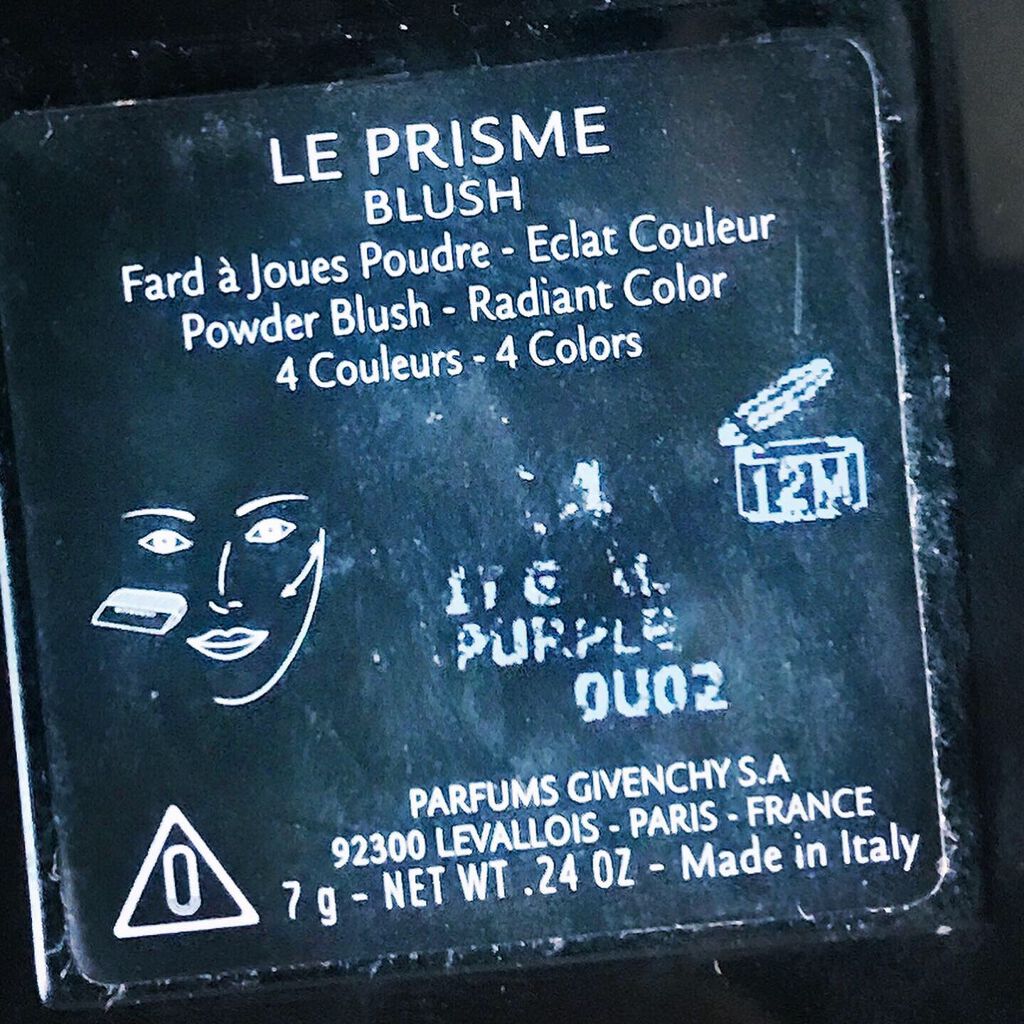 LE PRISME
BLUSH
Fard à Joues Poudre - Eclat Couleur
Powder Blush - Radiant Color
4 Couleurs - 4 Colors
12M
PURPLE
0U02
PARFUMS GIVENCHY S.A
92300 LEVALLOIS - PARIS - FRANCE
7 g - NET WT .24 OZ - Made in Italy
0